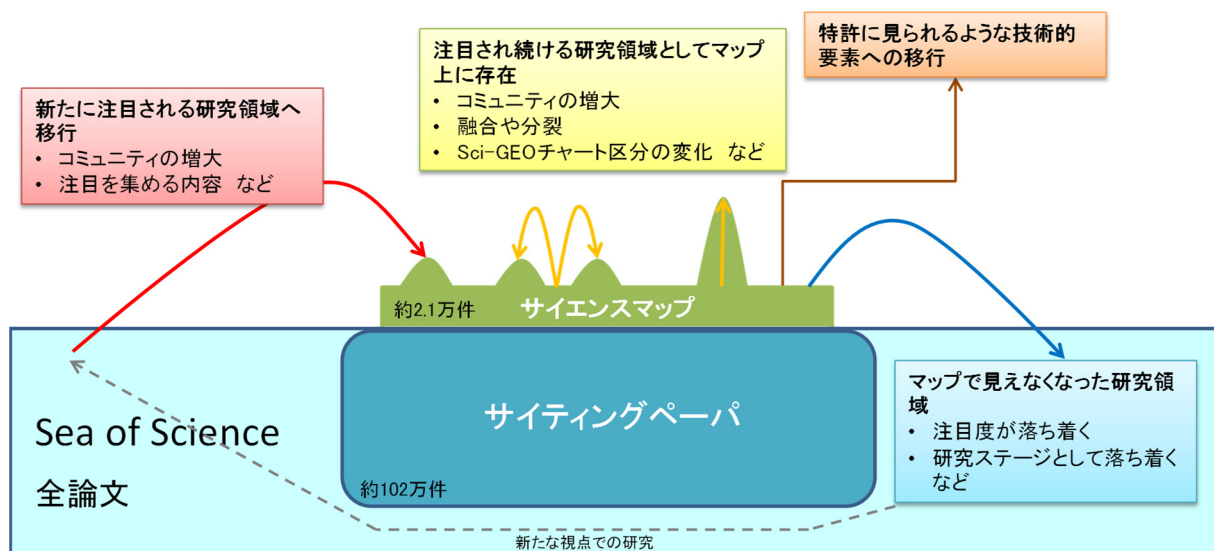 新たに注目される研究領域へ
移行
• コミュニティの増大
• 注目を集める内容 など
注目され続ける研究領域としてマップ
上に存在
• コミュニティの増大
• 融合や分裂
• Sci-GEOチャート区分の変化 など
特許に見られるような技術的
要素への移行
約2.1万件
サイエンスマップ
サイティングペーパ
約102万件
Sea of Science
全論文
マップで見えなくなった研究領
域
• 注目度が落ち着く
• 研究ステージとして落ち着く
など
新たな視点での研究